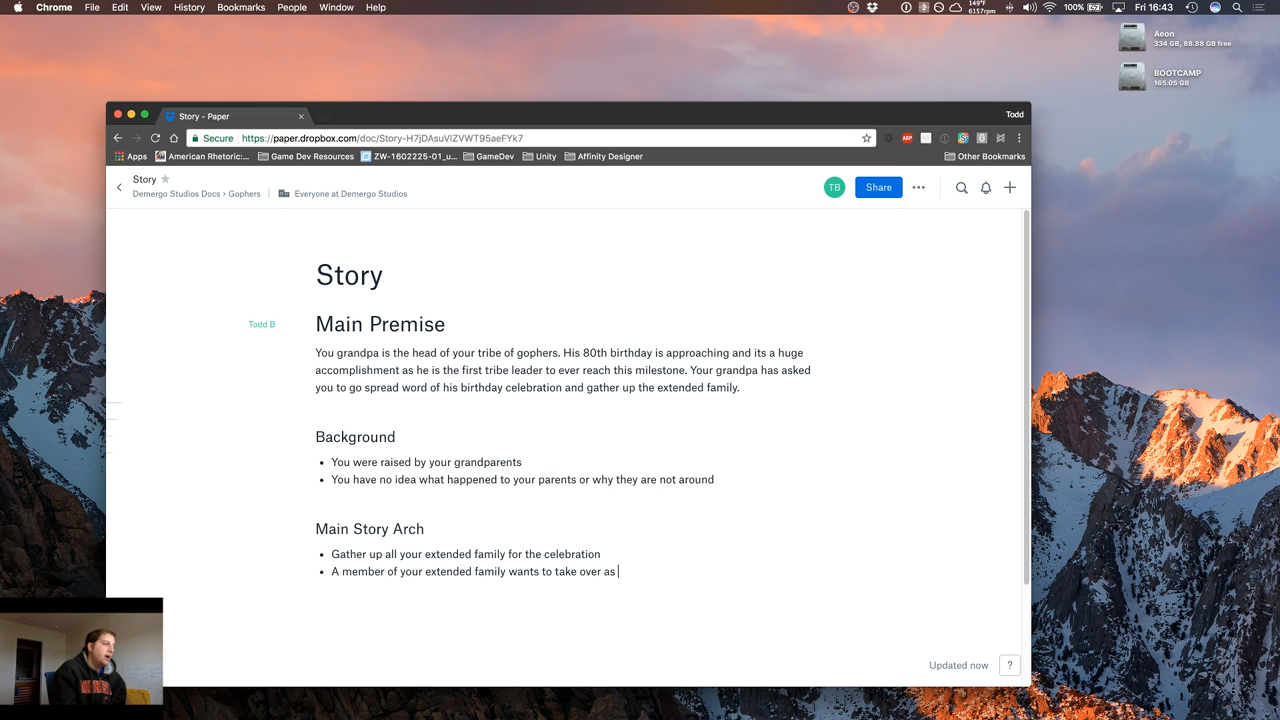 Chrome File Edit View Story History Bookmarks People Window Help
149°F
6157rpm
100% Fri 16:43
Aeon
334 GB, 88.88 GB free
BOOTCAMP
165.05 GB
Story - Paper
Todd
Secure https://paper.dropbox.com/doc/Story-H7jDAsuVIZVWT95aeFYk7
Apps American Rhetoric:... Game Dev Resources ZW-1602225-01_u... GameDev Unity Affinity Designer Other Bookmarks
Story
Demergo Studios Docs › Gophers Everyone at Demergo Studios
TB Share
Story
Todd B
Main Premise
You grandpa is the head of your tribe of gophers. His 80th birthday is approaching and its a huge
accomplishment as he is the first tribe leader to ever reach this milestone. Your grandpa has asked
you to go spread word of his birthday celebration and gather up the extended family.
Background
• You were raised by your grandparents
• You have no idea what happened to your parents or why they are not around
Main Story Arch
• Gather up all your extended family for the celebration
• A member of your extended family wants to take over as
Updated now ?